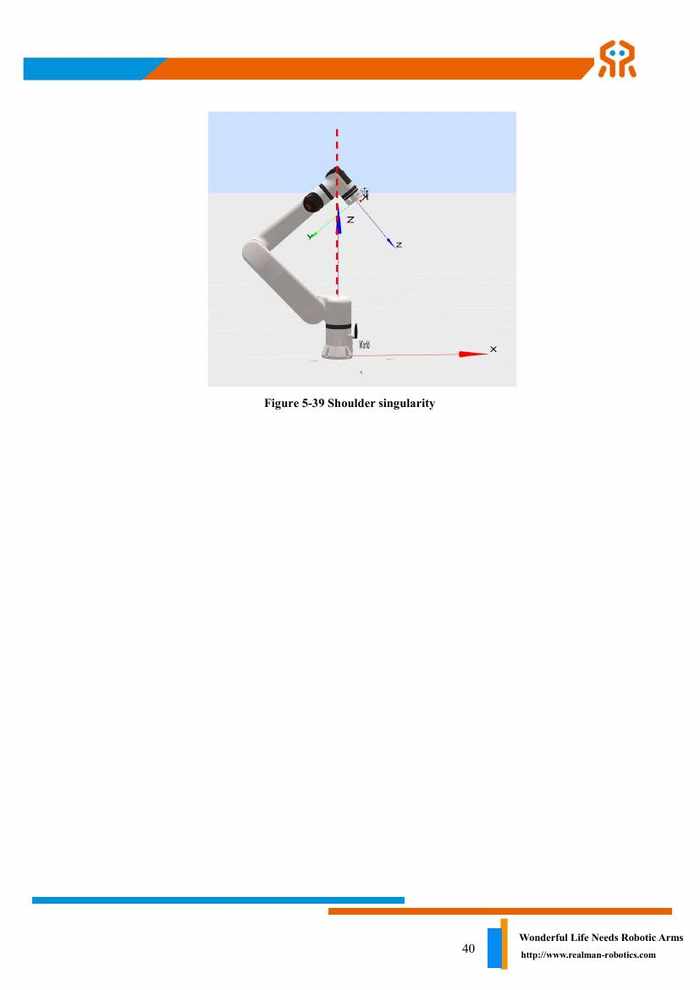 Z
Y
Z
World
X
Figure 5-39 Shoulder singularity
40
Wonderful Life Needs Robotic Arms
http://www.realman-robotics.com